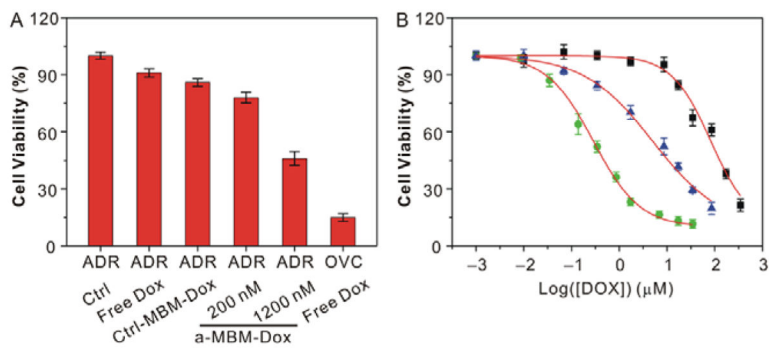 A
120
90
60
30
0
Cell Viability (%)
ADR ADR ADR ADR ADR OVC
Ctrl
Free Dox
Ctrl-MBM-Dox
200 nM
1200 nM
Free Dox
a-MBM-Dox
B
120
90
60
30
0
Cell Viability (%)
−3 −2 −1 0 1 2 3
Log([DOX]) (μM)